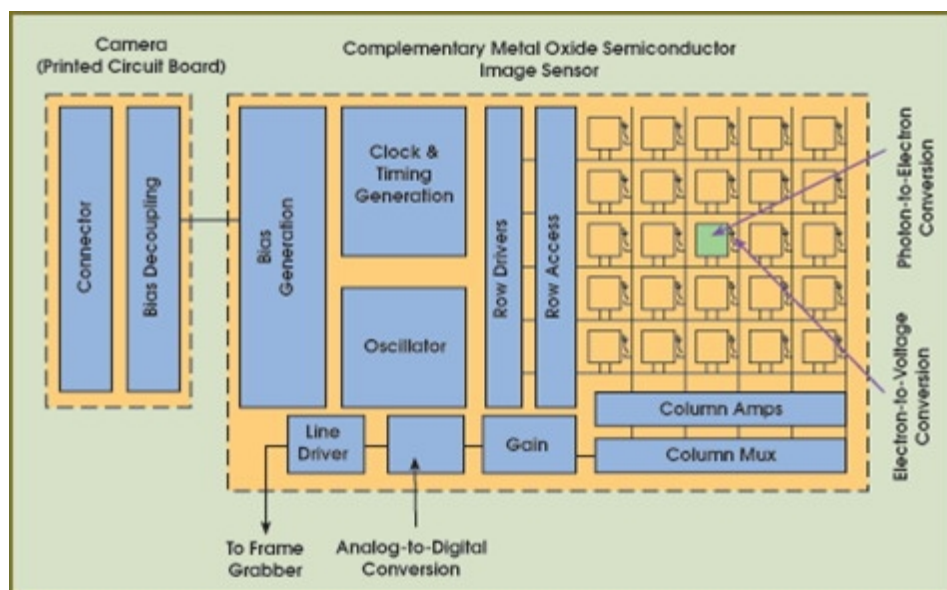 Camera
(Printed Circuit Board)
Complementary Metal Oxide Semiconductor
Image Sensor
Connector
Bias Decoupling
Bias
Generation
Clock &
Timing
Generation
Oscillator
Row Drivers
Row Access
Photon-to-Electron
Conversion
Electron-to-Voltage
Conversion
Column Amps
Column Mux
Gain
Line
Driver
To Frame
Grabber
Analog-to-Digital
Conversion